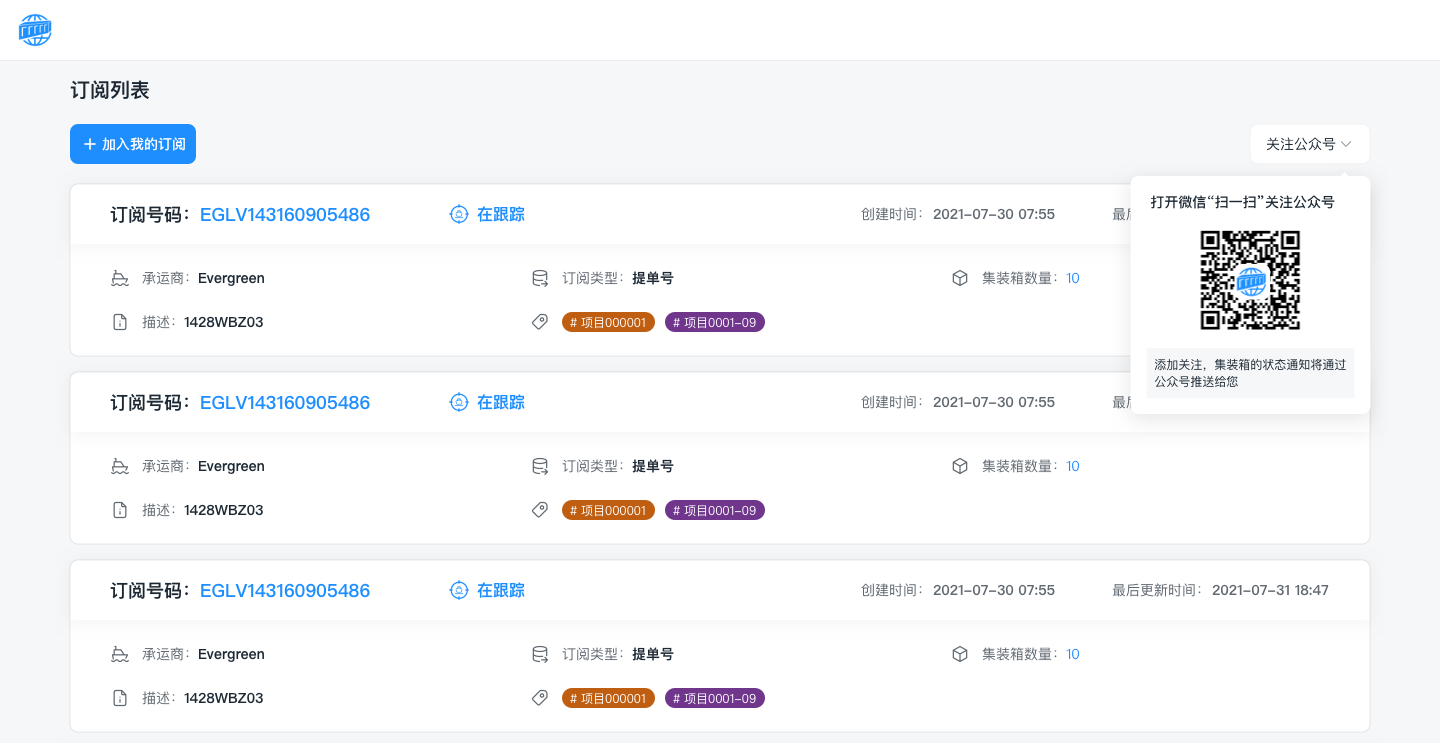 订阅列表
+ 加入我的订阅
关注公众号
打开微信“扫一扫”关注公众号
添加关注，集装箱的状态通知将通过
公众号推送给您
订阅号码：EGLV143160905486 在跟踪 创建时间：2021-07-30 07:55 最
承运商：Evergreen 订阅类型：提单号 集装箱数量：10
描述：1428WBZ03 # 项目000001 # 项目0001-09
订阅号码：EGLV143160905486 在跟踪 创建时间：2021-07-30 07:55 最
承运商：Evergreen 订阅类型：提单号 集装箱数量：10
描述：1428WBZ03 # 项目000001 # 项目0001-09
订阅号码：EGLV143160905486 在跟踪 创建时间：2021-07-30 07:55 最后更新时间：2021-07-31 18:47
承运商：Evergreen 订阅类型：提单号 集装箱数量：10
描述：1428WBZ03 # 项目000001 # 项目0001-09